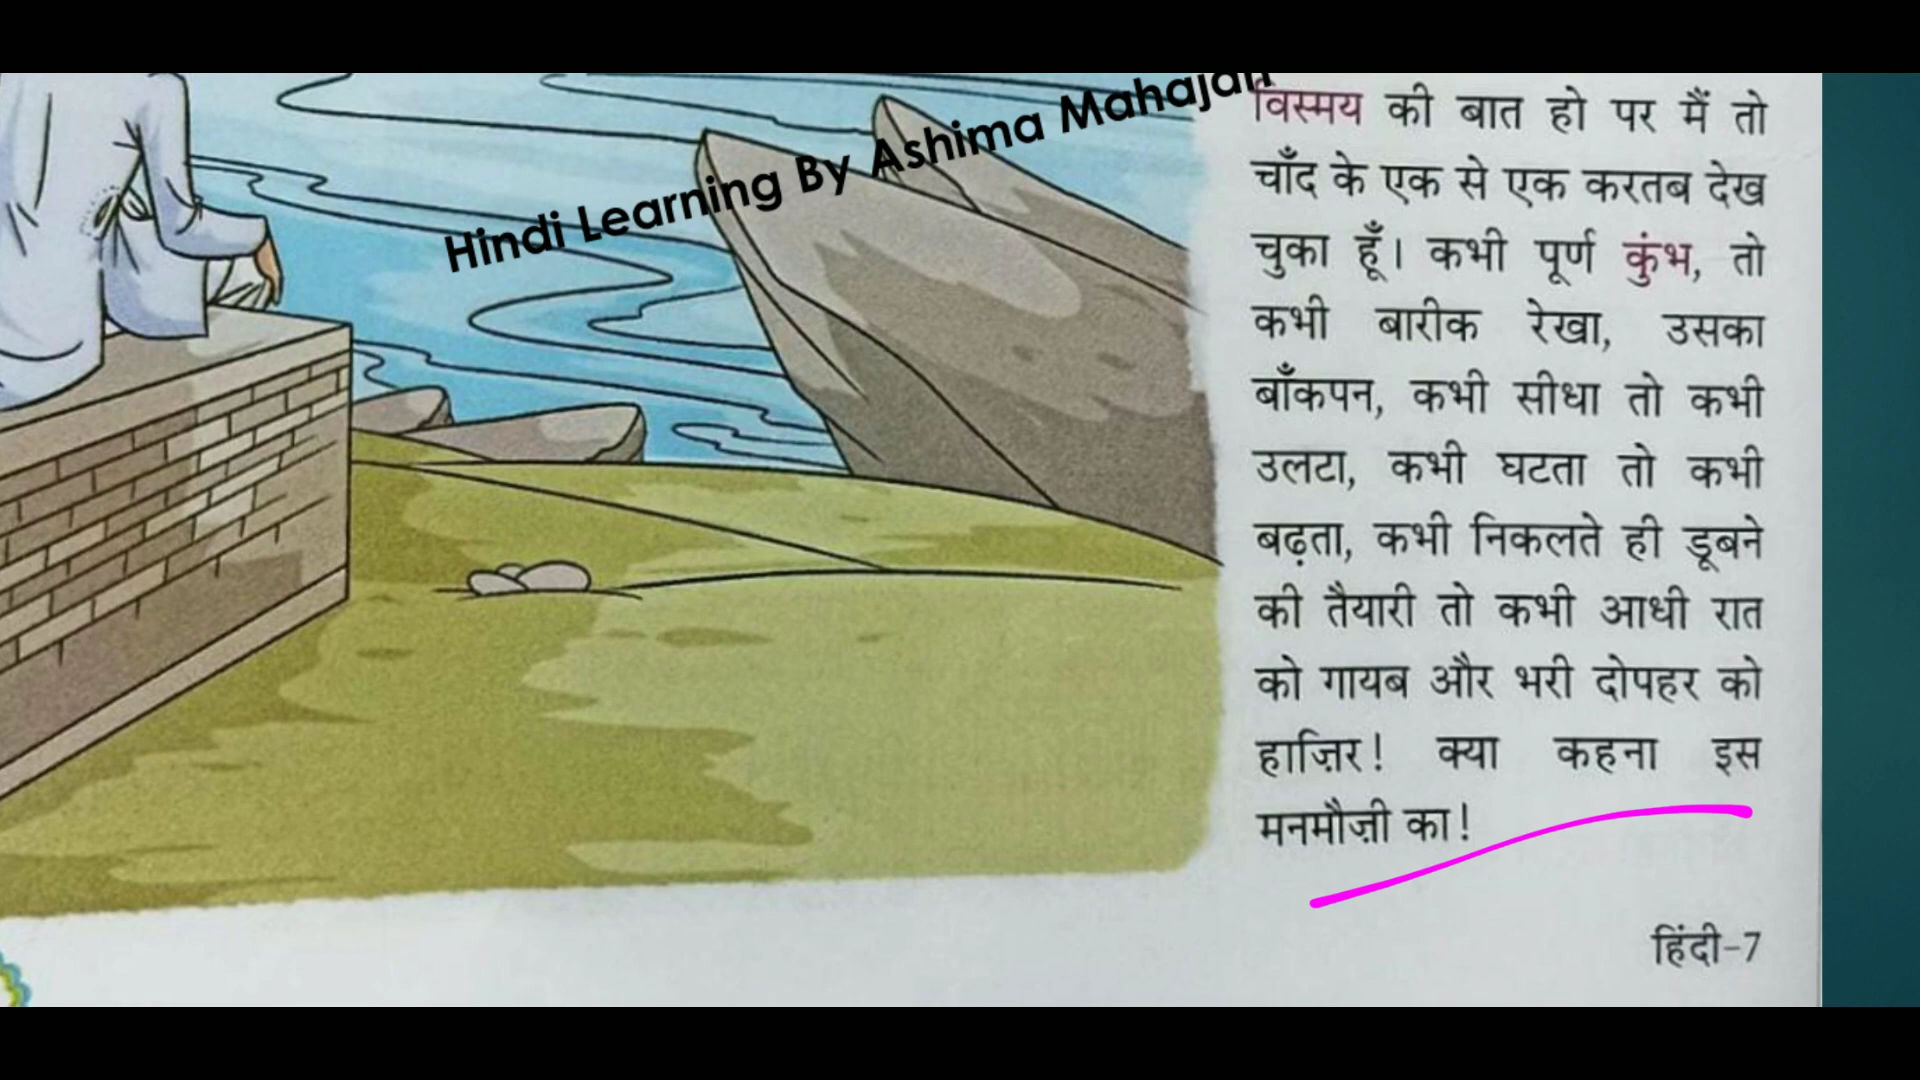 Hindi Learning By Ashima Mahajan
विस्मय की बात हो पर मैं तो
चाँद के एक से एक करतब देख
चुका हूँ। कभी पूर्ण कुंभ, तो
कभी बारीक रेखा, उसका
बाँकपन, कभी सीधा तो कभी
उलटा, कभी घटता तो कभी
बढ़ता, कभी निकलते ही डूबने
की तैयारी तो कभी आधी रात
को गायब और भरी दोपहर को
हाज़िर! क्या कहना इस
मनमौज़ी का!
हिंदी-7